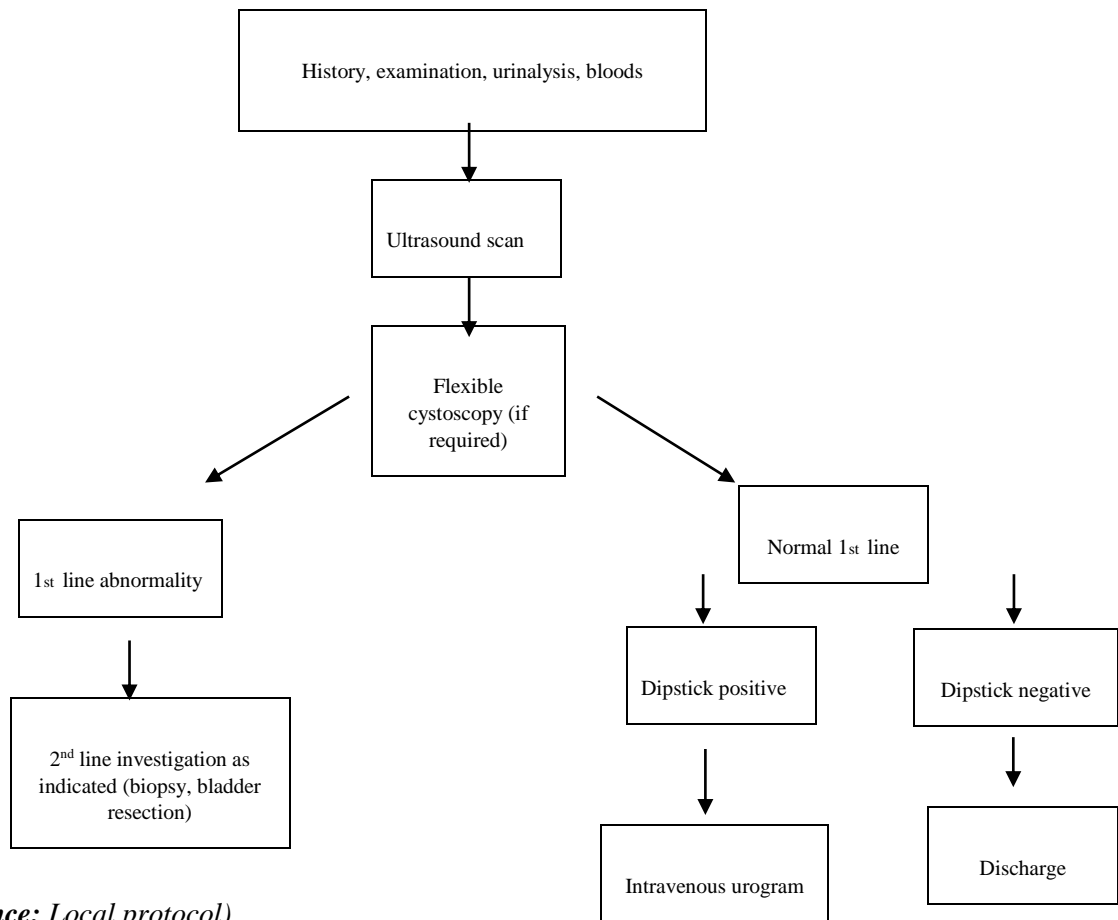 History, examination, urinalysis, bloods
Ultrasound scan
Flexible
cystoscopy (if
required)
Normal 1st line
1st line abnormality
Dipstick positive
Dipstick negative
2nd line investigation as
indicated (biopsy, bladder
resection)
Discharge
Intravenous urogram
nce: Local protocol)